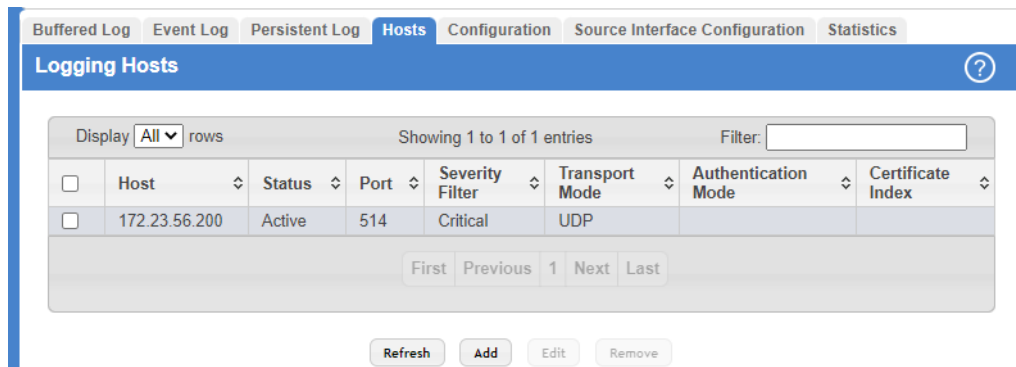 Buffered Log Event Log Persistent Log Hosts Configuration Source Interface Configuration Statistics
Logging Hosts ?
Display All rows Showing 1 to 1 of 1 entries Filter:
Host Status Port Severity Filter Transport Mode Authentication Mode Certificate Index
172.23.56.200 Active 514 Critical UDP
First Previous 1 Next Last
Refresh Add Edit Remove